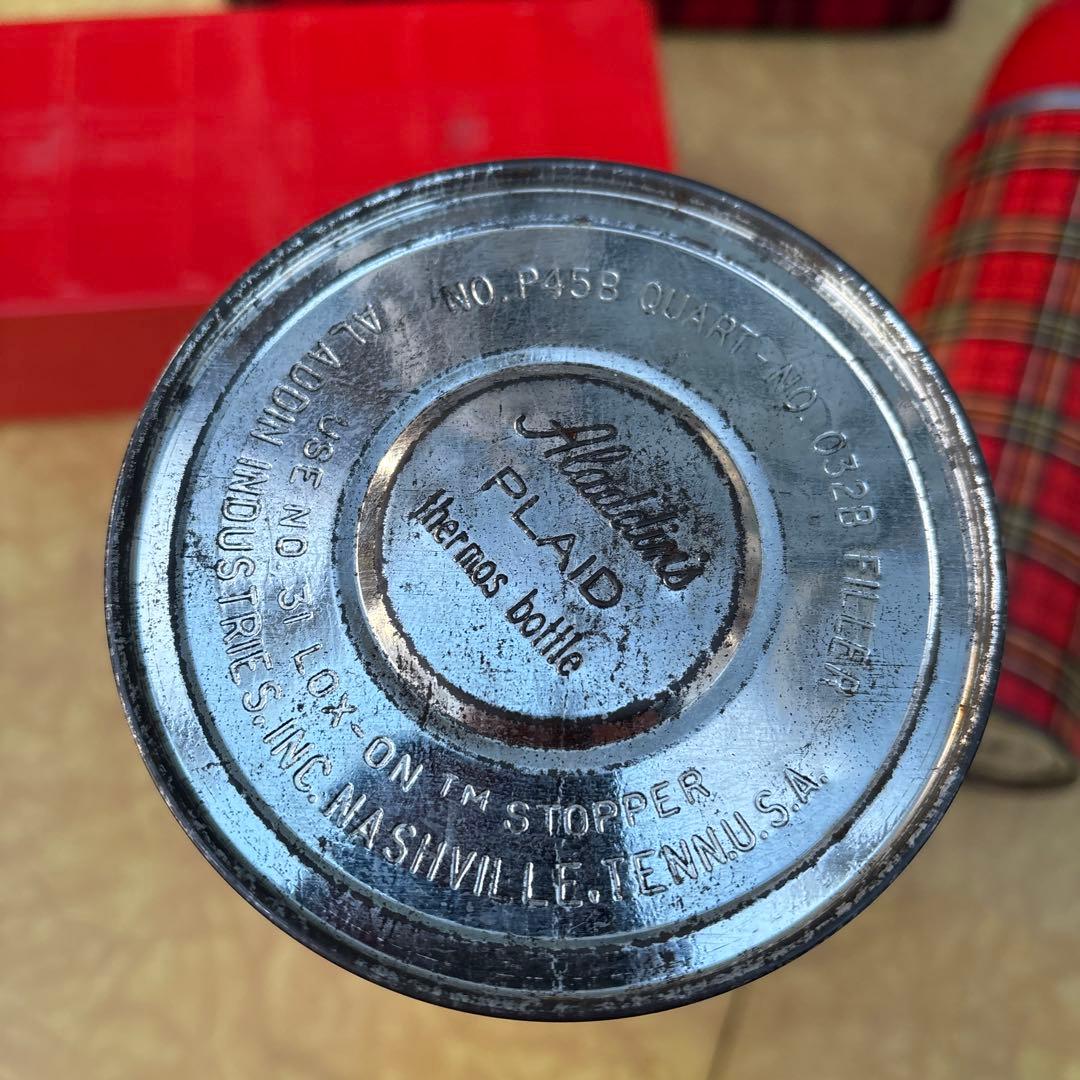 NO. P45B QUART-NO. 032B FILLER
ALADDIN INDUSTRIES, INC. NASHVILLE, TENN.U.S.A.
USE NO. 31 LOX-ON TM STOPPER
Aladdin's
PLAID
thermos bottle